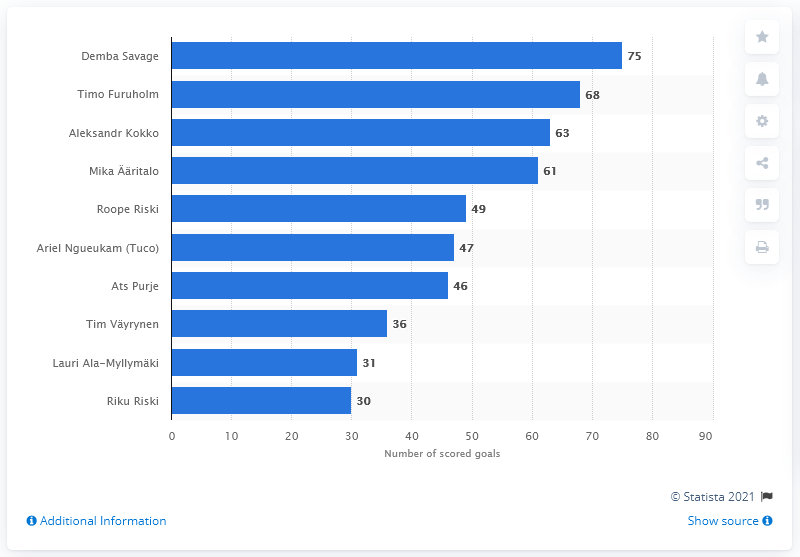 Demba Savage 75
Timo Furuholm 68
Aleksandr Kokko 63
Mika Ääritalo 61
Roope Riski 49
Ariel Ngueukam (Tuco) 47
Ats Purje 46
Tim Väyrynen 36
Lauri Ala-Myllymäki 31
Riku Riski 30
0 10 20 30 40 50 60 70 80 90
Number of scored goals
© Statista 2021
Additional Information Show source